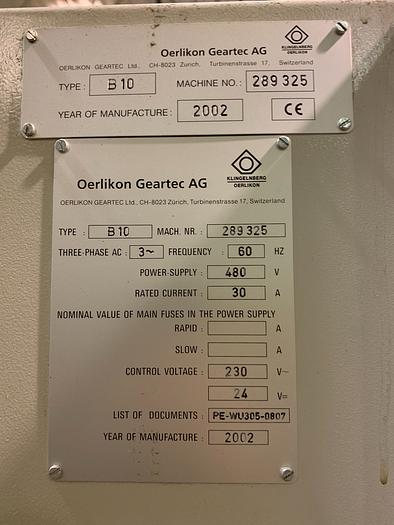 Oerlikon Geartec AG
KLINGELNBERG
OERLIKON
OERLIKON GEARTEC Ltd., CH-8023 Zürich, Turbinenstrasse 17, Switzerland
TYPE : B 10 MACHINE NO.: 289 325
YEAR OF MANUFACTURE : 2002 CE
Oerlikon Geartec AG
KLINGELNBERG
OERLIKON
OERLIKON GEARTEC Ltd., CH-8023 Zürich, Turbinenstrasse 17, Switzerland
TYPE : B 10 MACH. NR. : 289 325
THREE-PHASE AC : 3~ FREQUENCY : 60 HZ
POWER-SUPPLY : 480 V
RATED CURRENT : 30 A
NOMINAL VALUE OF MAIN FUSES IN THE POWER SUPPLY
RAPID : A
SLOW : A
CONTROL VOLTAGE : 230 V~
24 V=
LIST OF DOCUMENTS : PE-WU305-0807
YEAR OF MANUFACTURE : 2002